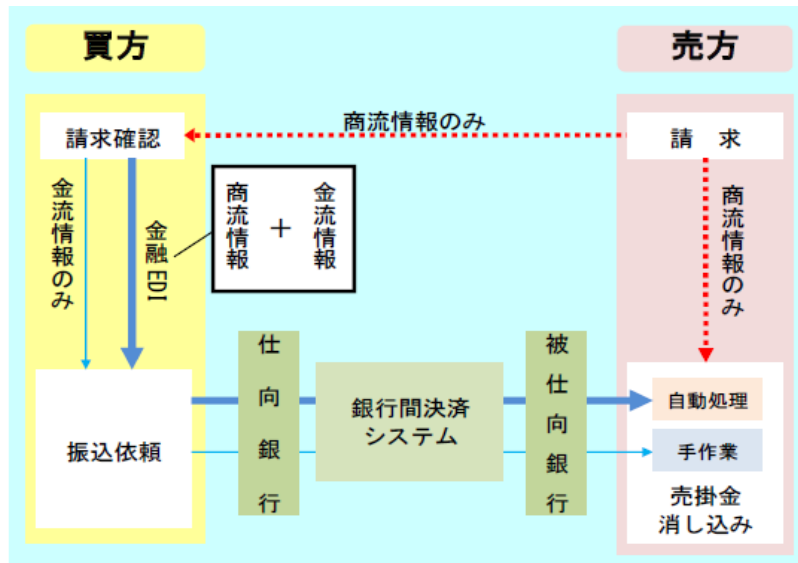 買方
売方
商流情報のみ
請求確認
請 求
金流情報のみ
金融EDI
商流情報
＋
金流情報
商流情報のみ
仕向銀行
被仕向銀行
振込依頼
銀行間決済
システム
自動処理
手作業
売掛金
消し込み